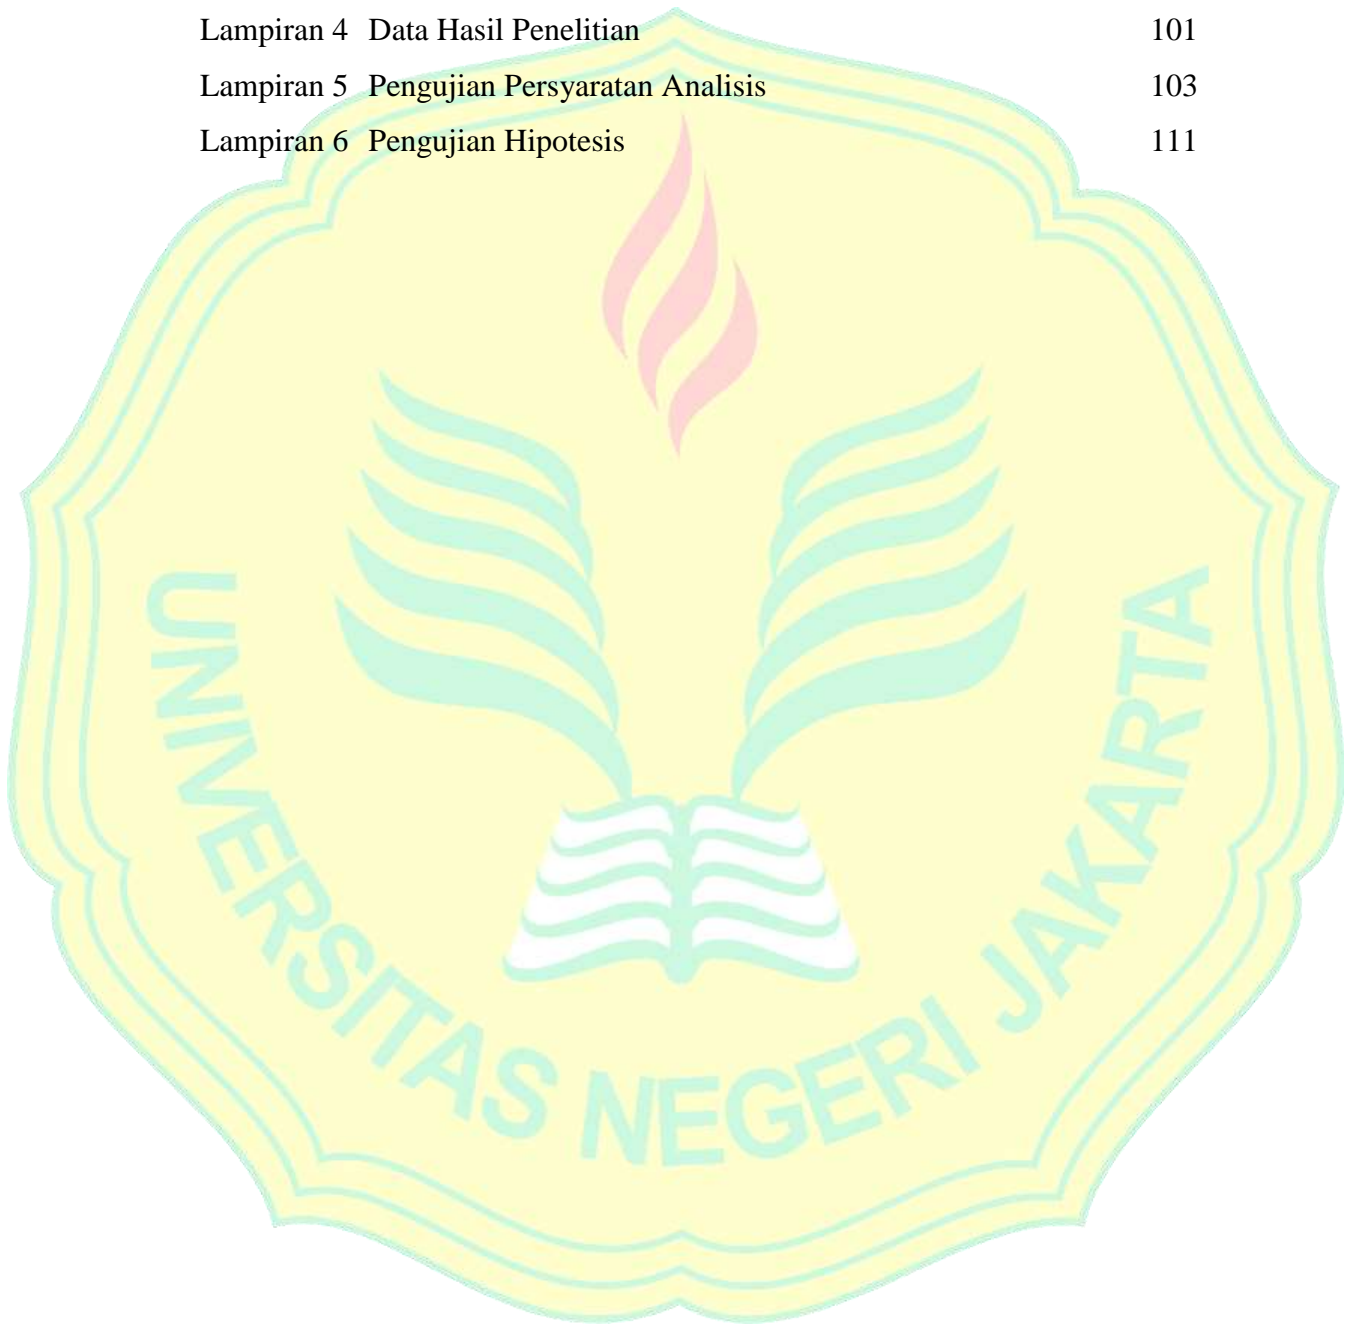 Lampiran 4 Data Hasil Penelitian 101
Lampiran 5 Pengujian Persyaratan Analisis 103
Lampiran 6 Pengujian Hipotesis 111
UNIVERSITAS NEGERI JAKARTA